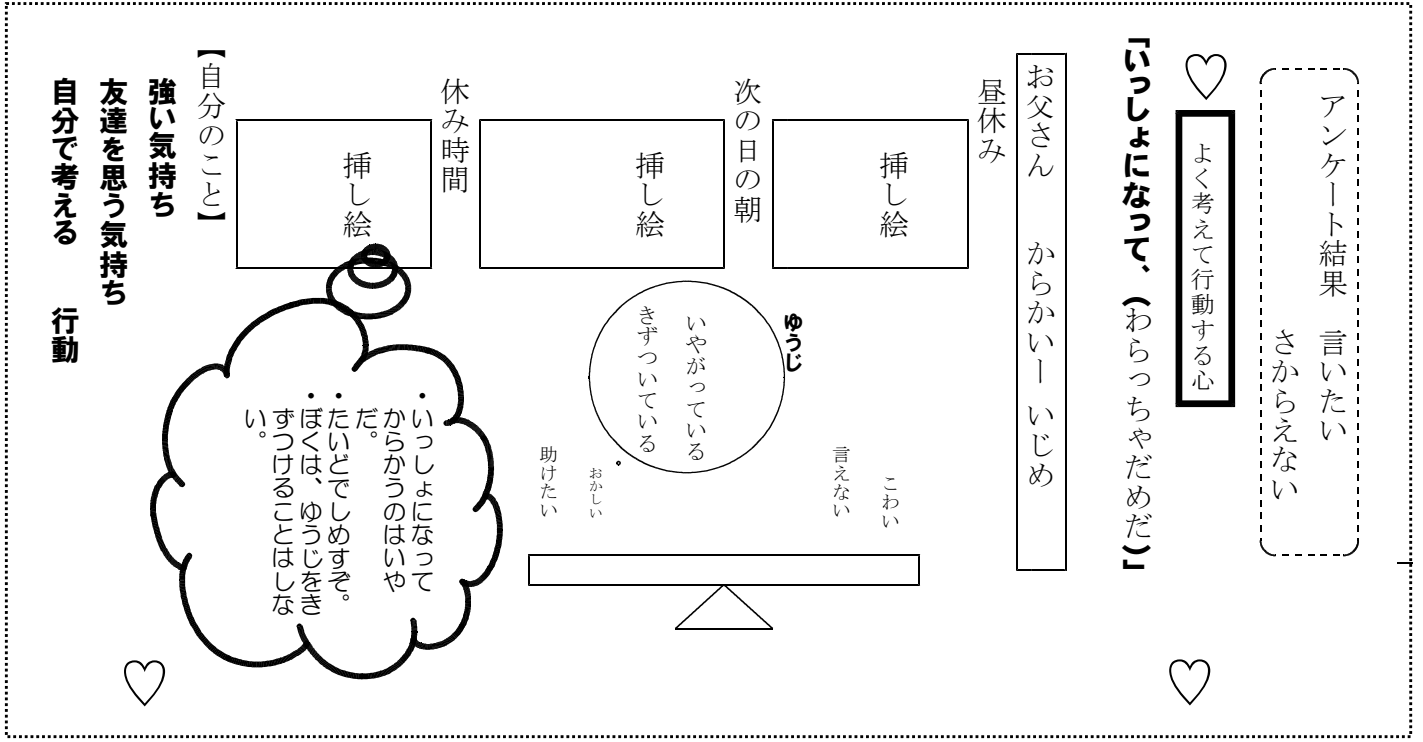 アンケート結果　言いたい
さからえない
よく考えて行動する心
「いっしょになって、（わらっちゃだめだ）」
お父さん　　からかいー　いじめ
昼休み
挿し絵
次の日の朝
挿し絵
休み時間
挿し絵
ゆうじ
いやがっている
きずついている
こわい
言えない
おかしい
助けたい
・いっしょになって
からかうのはいや
だ。
・たいどでしめすぞ。
・ぼくは、ゆうじをき
ずつけることはしな
い。
【自分のこと】
強い気持ち
友達を思う気持ち
自分で考える　　行動